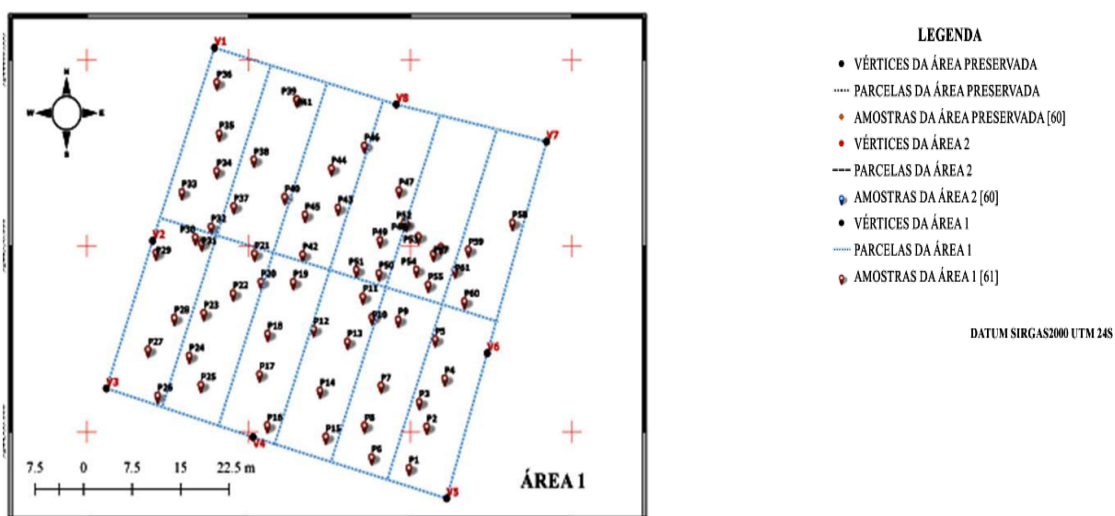 V1
P36
P39
P41
V8
N
W
E
S
P35
P46
V7
P38
P34
P44
P33
P40
P47
P37
P45
P43
P32
P52
P58
P30
P31
P49
V2
P29
P21
P42
P59
P51
P50
P54
P61
P20
P19
P55
P22
P11
P60
P28
P23
P10
P9
P18
P12
P13
P5
V6
P27
P24
P4
P17
P25
P14
P7
P3
V3
P26
P16
P8
P2
V4
P15
P6
P1
V5
7.5 0 7.5 15 22.5 m
ÁREA 1
LEGENDA
VÉRTICES DA ÁREA PRESERVADA
PARCELAS DA ÁREA PRESERVADA
AMOSTRAS DA ÁREA PRESERVADA [60]
VÉRTICES DA ÁREA 2
PARCELAS DA ÁREA 2
AMOSTRAS DA ÁREA 2 [60]
VÉRTICES DA ÁREA 1
PARCELAS DA ÁREA 1
AMOSTRAS DA ÁREA 1 [61]
DATUM SIRGAS2000 UTM 24S